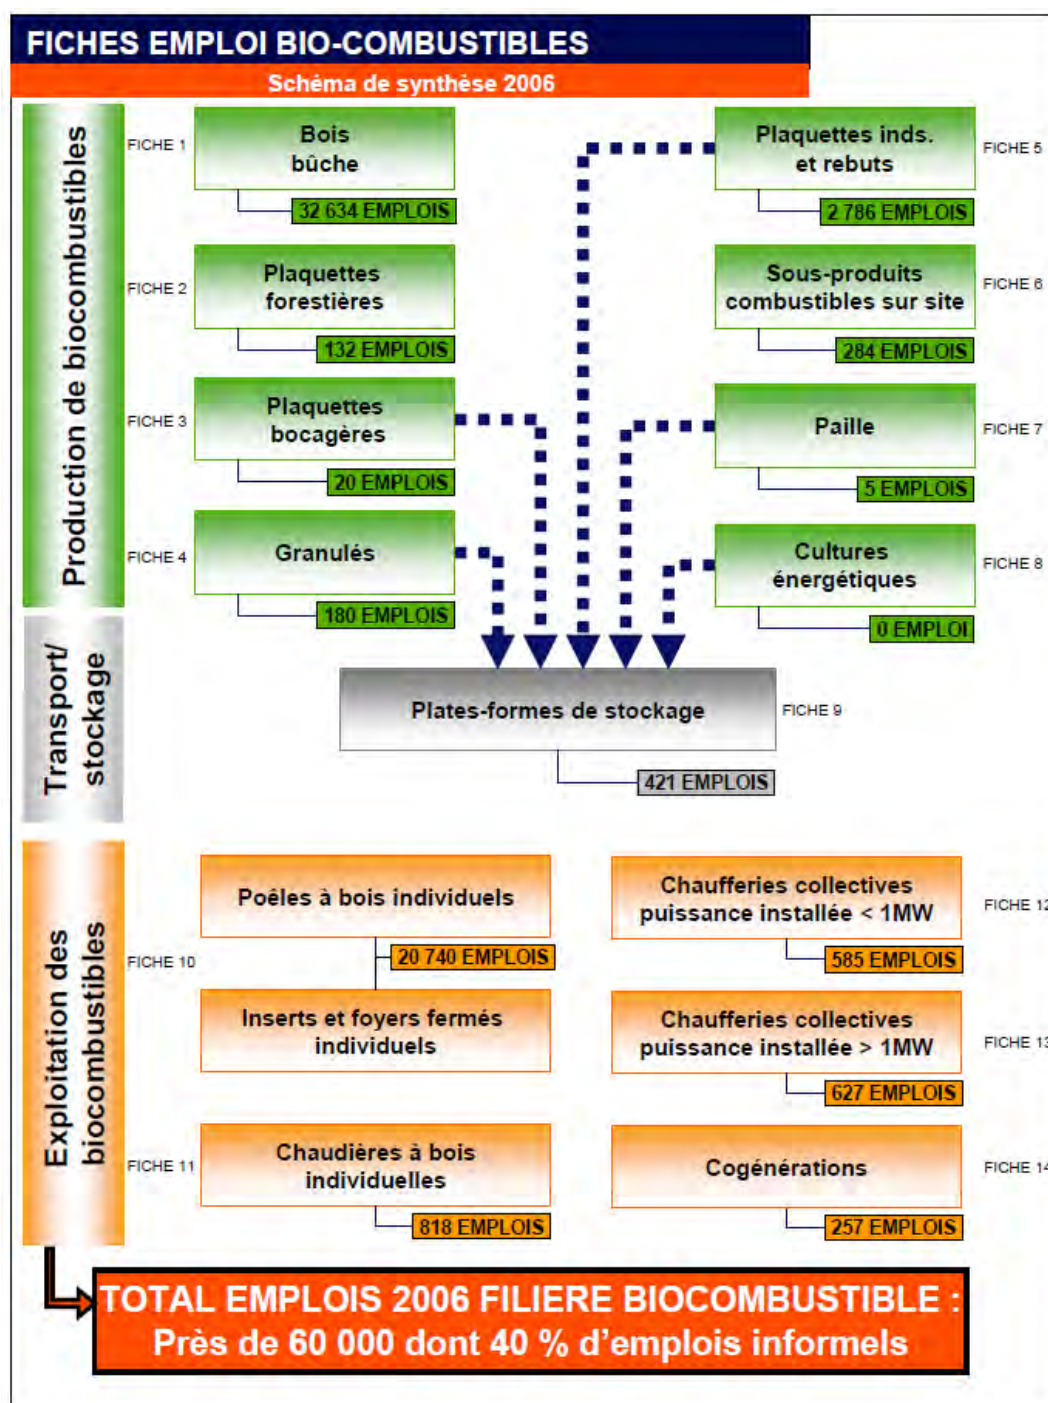 FICHES EMPLOI BIO-COMBUSTIBLES
Schéma de synthèse 2006
Production de biocombustibles
FICHE 1
Bois
bûche
32 634 EMPLOIS
FICHE 2
Plaquettes
forestières
132 EMPLOIS
FICHE 3
Plaquettes
bocagères
20 EMPLOIS
FICHE 4
Granulés
180 EMPLOIS
Plaquettes inds.
et rebuts
FICHE 5
2 786 EMPLOIS
Sous-produits
combustibles sur site
FICHE 6
284 EMPLOIS
Paille
FICHE 7
5 EMPLOIS
Cultures
énergétiques
FICHE 8
0 EMPLOI
Transport/
stockage
Plates-formes de stockage
FICHE 9
421 EMPLOIS
Exploitation des
biocombustibles
Poêles à bois individuels
20 740 EMPLOIS
FICHE 10
Inserts et foyers fermés
individuels
FICHE 11
Chaudières à bois
individuelles
818 EMPLOIS
Chaufferies collectives
puissance installée < 1MW
FICHE 12
585 EMPLOIS
Chaufferies collectives
puissance installée > 1MW
FICHE 13
627 EMPLOIS
Cogénérations
FICHE 14
257 EMPLOIS
TOTAL EMPLOIS 2006 FILIERE BIOCOMBUSTIBLE :
Près de 60 000 dont 40 % d'emplois informels